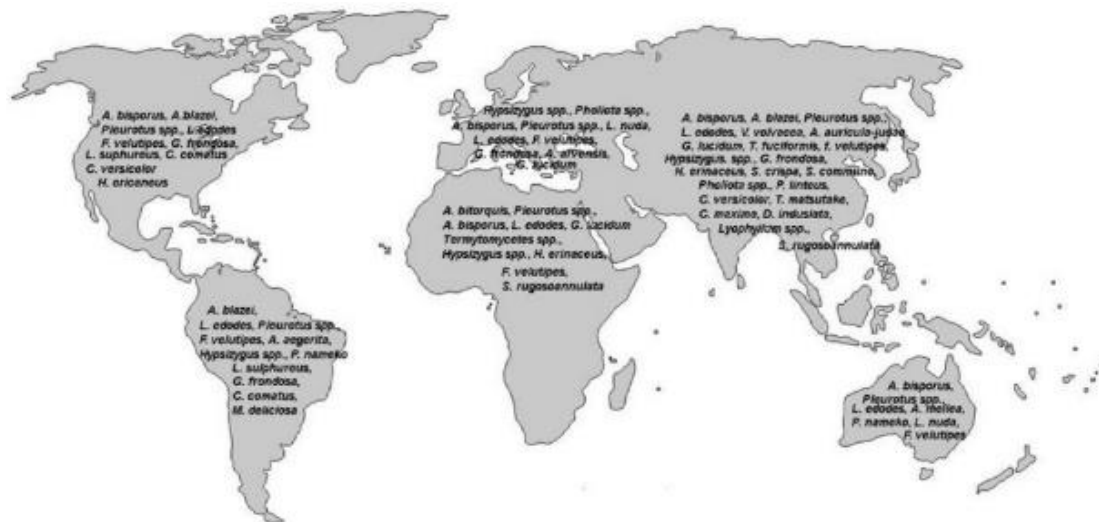 A. bisporus, A.blazei,
Pleurotus spp., L. edodes
F. velutipes, G. frondosa,
L. suphureus, C. comatus
C. versicolor
H. ericaneus
A. blazei,
L. edodes, Pleurotus spp.,
F. velutipes, A. aegerita,
Hypsizygus spp., P. nameko
L. sulphureus,
G. frondosa,
C. comatus,
M. deliciosa
Hypsizygus spp., Pholiota spp.,
A. bisporus, Pleurotus spp., L. nuda,
L. edodes, F. velutipes,
G. frondosa, A. arvensis,
G. lucidum
A. bitorquis, Pleurotus spp.,
A. bisporus, L. edodes, G. lucidum
Termytomycetes spp.,
Hypsizygus spp., H. erinaceus,
F. velutipes,
S. rugosoannulata
A. bisporus, A. blazei, Pleurotus spp.,
L. edodes, V. volvacea, A. auricula-judae,
G. lucidum, T. fuciformis, f. velutipes,
Hypsizygus. spp., G. frondosa,
H. erinaceus, S. crispa, S. commune,
Pholiota spp., P. linteus,
C. versicolor, T. matsutake,
C. maxima, D. indusiata,
Lyophyllum spp.,
S. rugosoannulata
A. bisporus,
Pleurotus spp.,
L. edodes, A. mellea,
P. nameko, L. nuda,
F. velutipes